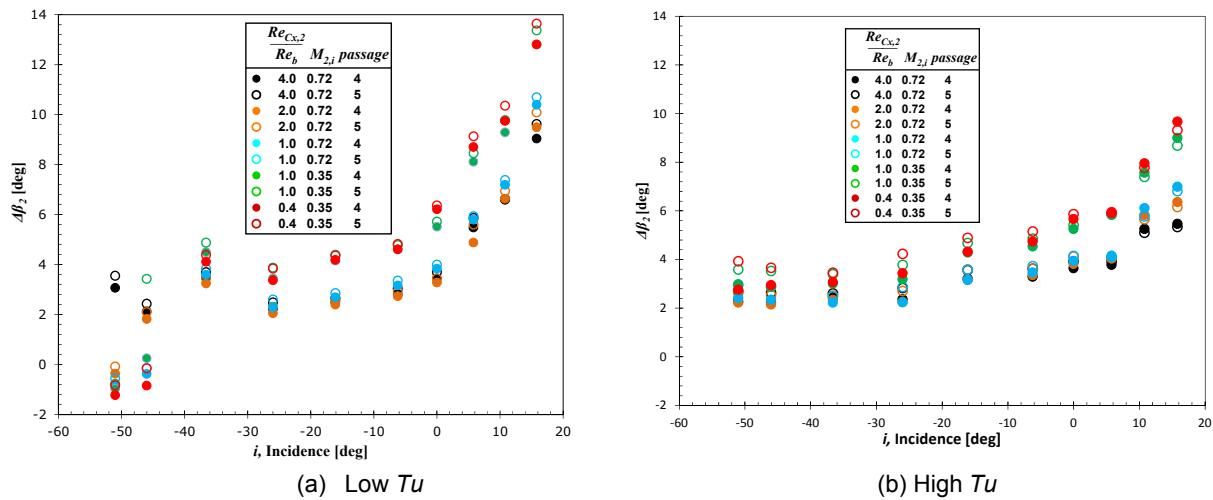 14
12
10
8
6
4
2
0
-2
Δβ2 [deg]
ReCx,2
Reb M2,i passage
4.0 0.72 4
4.0 0.72 5
2.0 0.72 4
2.0 0.72 5
1.0 0.72 4
1.0 0.72 5
1.0 0.35 4
1.0 0.35 5
0.4 0.35 4
0.4 0.35 5
-60 -50 -40 -30 -20 -10 0 10 20
i, Incidence [deg]
(a) Low Tu
14
12
10
8
6
4
2
0
-2
Δβ2 [deg]
ReCx,2
Reb M2,i passage
4.0 0.72 4
4.0 0.72 5
2.0 0.72 4
2.0 0.72 5
1.0 0.72 4
1.0 0.72 5
1.0 0.35 4
1.0 0.35 5
0.4 0.35 4
0.4 0.35 5
-60 -50 -40 -30 -20 -10 0 10 20
i, Incidence [deg]
(b) High Tu